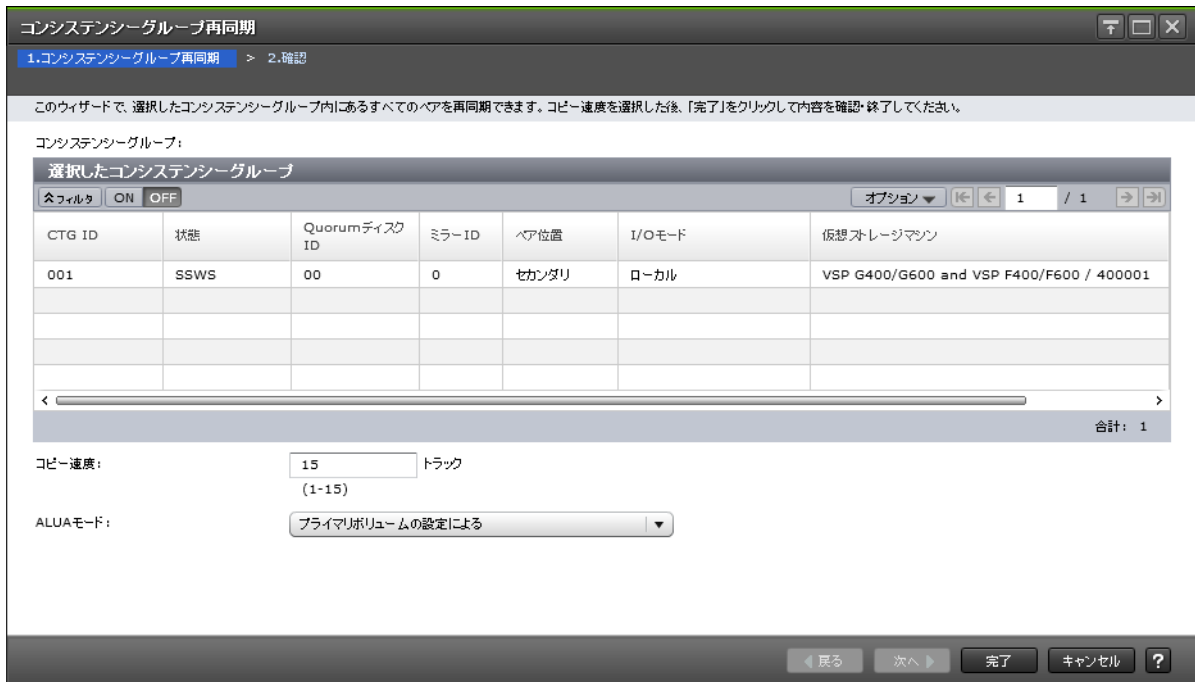 コンシステンシーグループ再同期
1.コンシステンシーグループ再同期 > 2.確認
このウィザードで、選択したコンシステンシーグループ内にあるすべてのペアを再同期できます。コピー速度を選択した後、「完了」をクリックして内容を確認・終了してください。
コンシステンシーグループ:
選択したコンシステンシーグループ
フィルタ ON OFF オプション 1 / 1
CTG ID 状態 Quorumディスク ID ミラーID ペア位置 I/Oモード 仮想ストレージマシン
001 SSWS 00 0 セカンダリ ローカル VSP G400/G600 and VSP F400/F600 / 400001
合計: 1
コピー速度: 15 トラック
(1-15)
ALUAモード: プライマリボリュームの設定による
戻る 次へ 完了 キャンセル ?